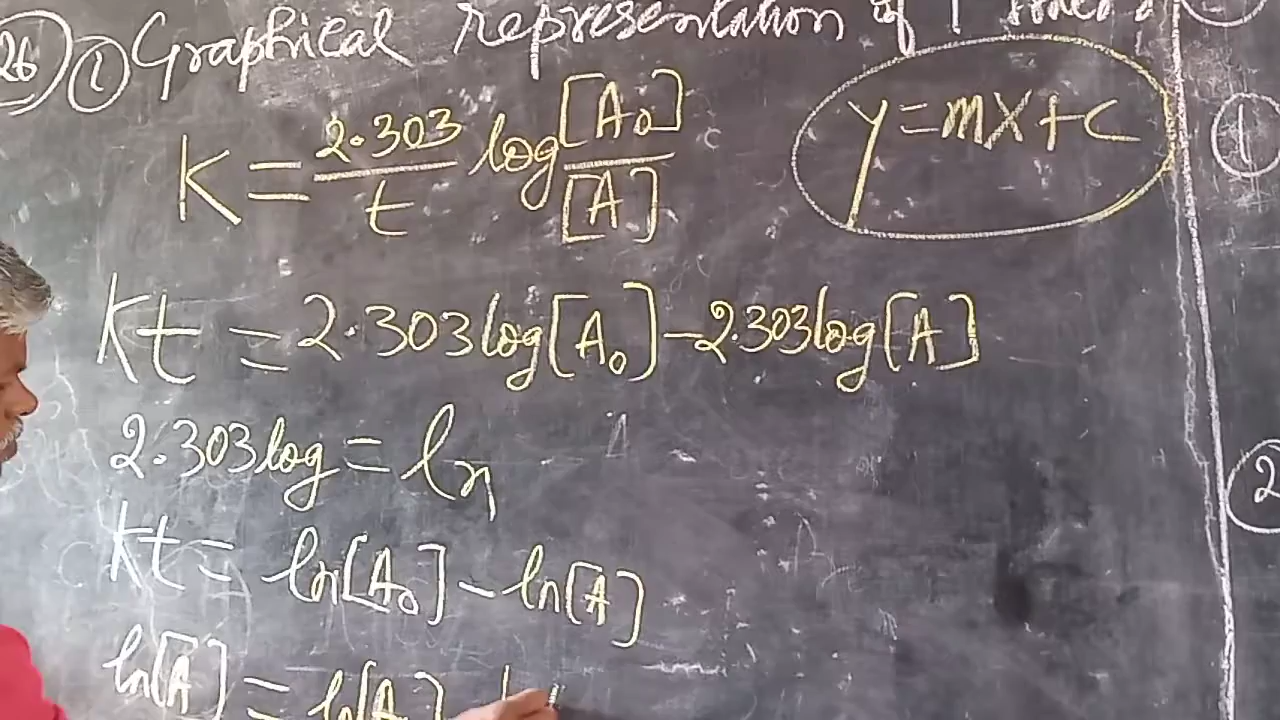 26 1 Graphical representation of
K = 2.303/t log [A₀]/[A]
y = mx + c
1
Kt = 2.303 log [A₀] - 2.303 log [A]
2.303 log = ln
2
Kt = ln[A₀] - ln[A]
ln[A] = ln[A